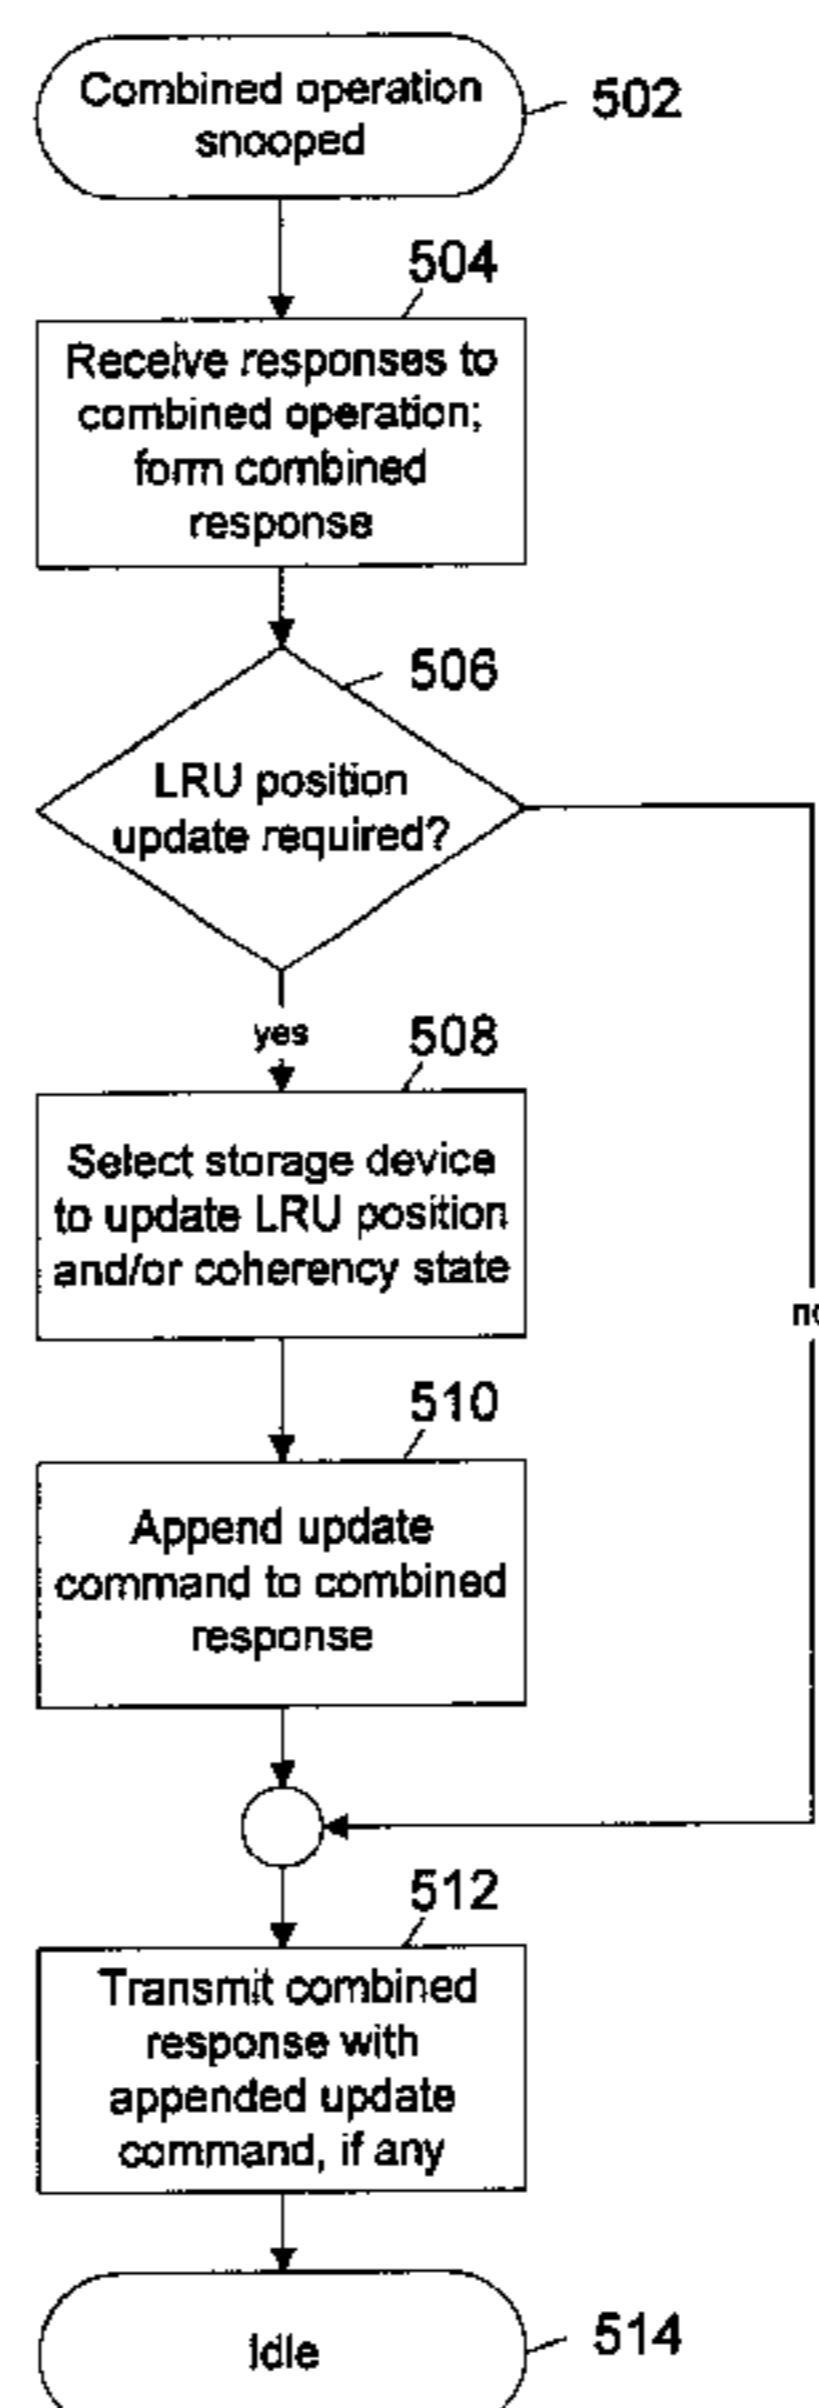 Combined operation
snooped
502
504
Receive responses to
combined operation;
form combined
response
506
LRU position
update required?
yes
508
Select storage device
to update LRU position
and/or coherency state
no
510
Append update
command to combined
response
512
Transmit combined
response with
appended update
command, if any
Idle
514